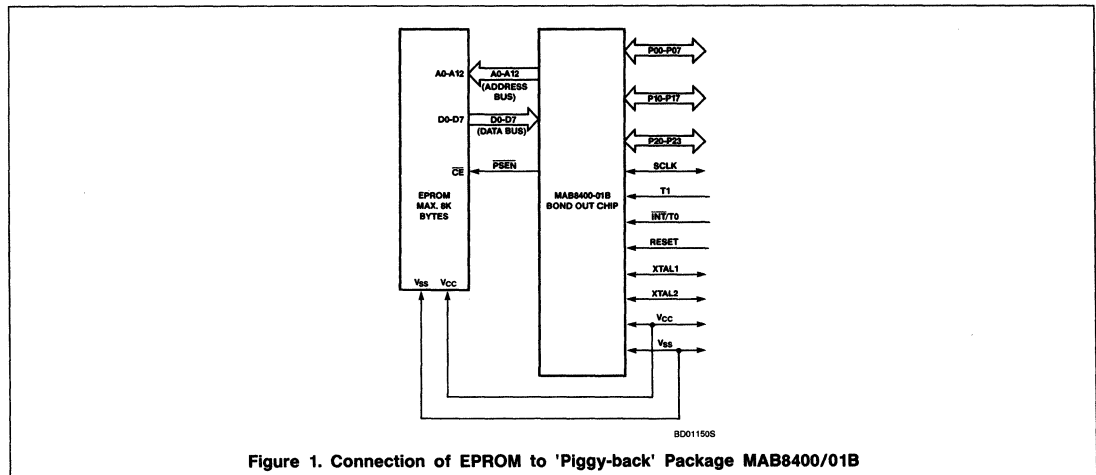 A0-A12
A0-A12
(ADDRESS
BUS)
D0-D7
D0-D7
(DATA BUS)
CE
PSEN
EPROM
MAX. 8K
BYTES
VSS VCC
MAB8400-01B
BOND OUT CHIP
P00-P07
P10-P17
P20-P23
SCLK
T1
INT/T0
RESET
XTAL1
XTAL2
VCC
VSS
BD01150S
Figure 1. Connection of EPROM to 'Piggy-back' Package MAB8400/01B